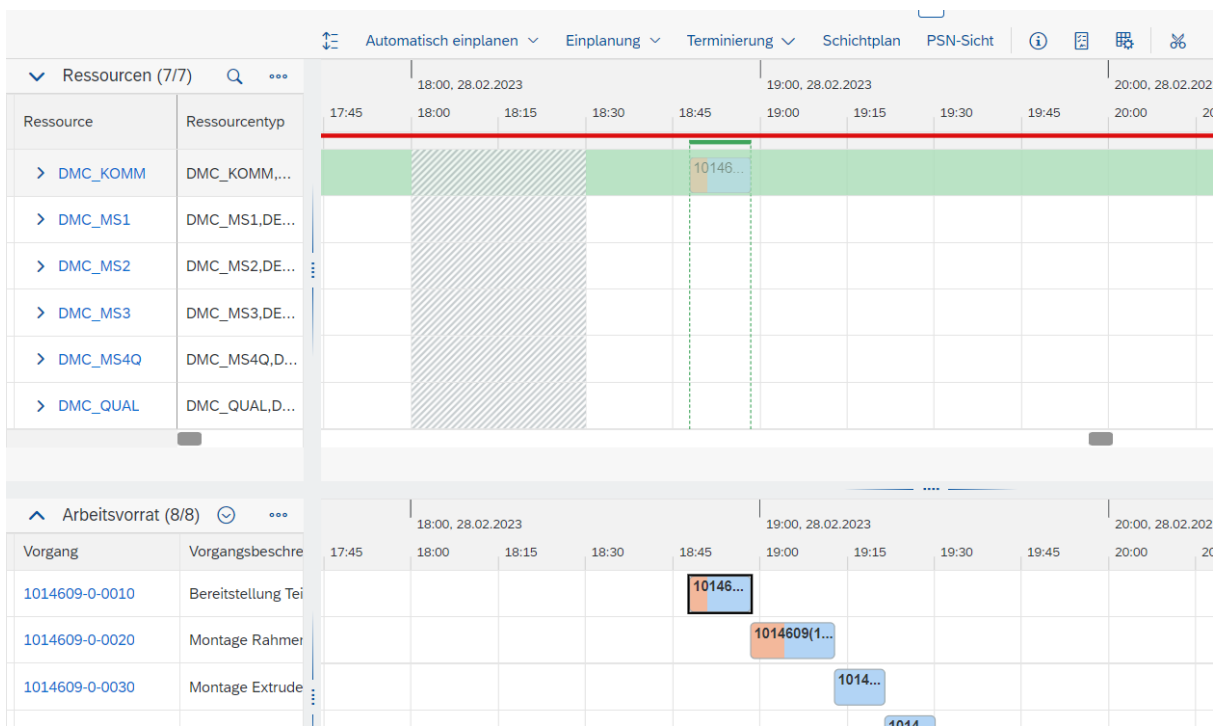 Automatisch einplanen Einplanung Terminierung Schichtplan PSN-Sicht
Ressourcen (7/7)
18:00, 28.02.2023 19:00, 28.02.2023 20:00, 28.02.202
Ressource Ressourcentyp 17:45 18:00 18:15 18:30 18:45 19:00 19:15 19:30 19:45 20:00 20
DMC_KOMM DMC_KOMM,... 10146...
DMC_MS1 DMC_MS1,DE...
DMC_MS2 DMC_MS2,DE...
DMC_MS3 DMC_MS3,DE...
DMC_MS4Q DMC_MS4Q,D...
DMC_QUAL DMC_QUAL,D...
Arbeitsvorrat (8/8)
18:00, 28.02.2023 19:00, 28.02.2023 20:00, 28.02.202
Vorgang Vorgangsbeschre 17:45 18:00 18:15 18:30 18:45 19:00 19:15 19:30 19:45 20:00 20
1014609-0-0010 Bereitstellung Tei 10146...
1014609-0-0020 Montage Rahmer 1014609(1...
1014609-0-0030 Montage Extrude 1014...
1014